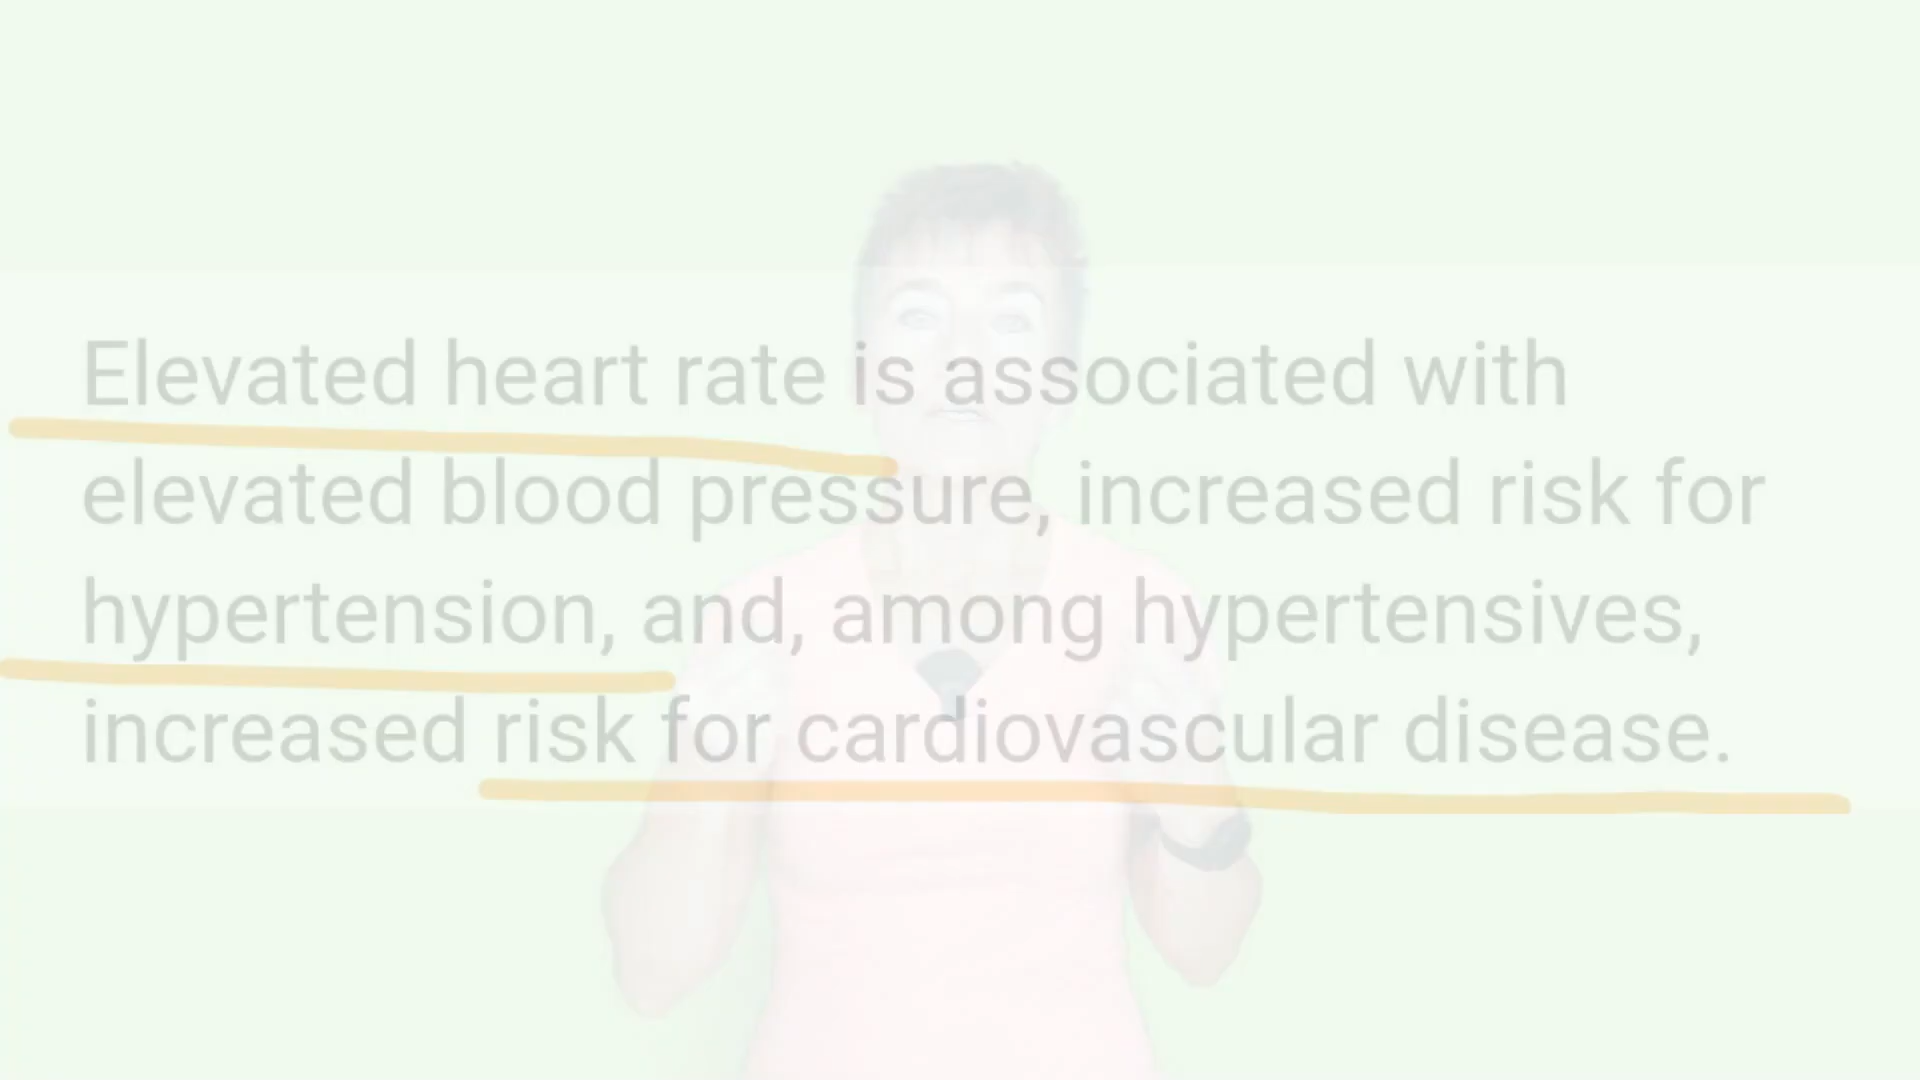 Elevated heart rate is associated with
elevated blood pressure, increased risk for
hypertension, and, among hypertensives,
increased risk for cardiovascular disease.